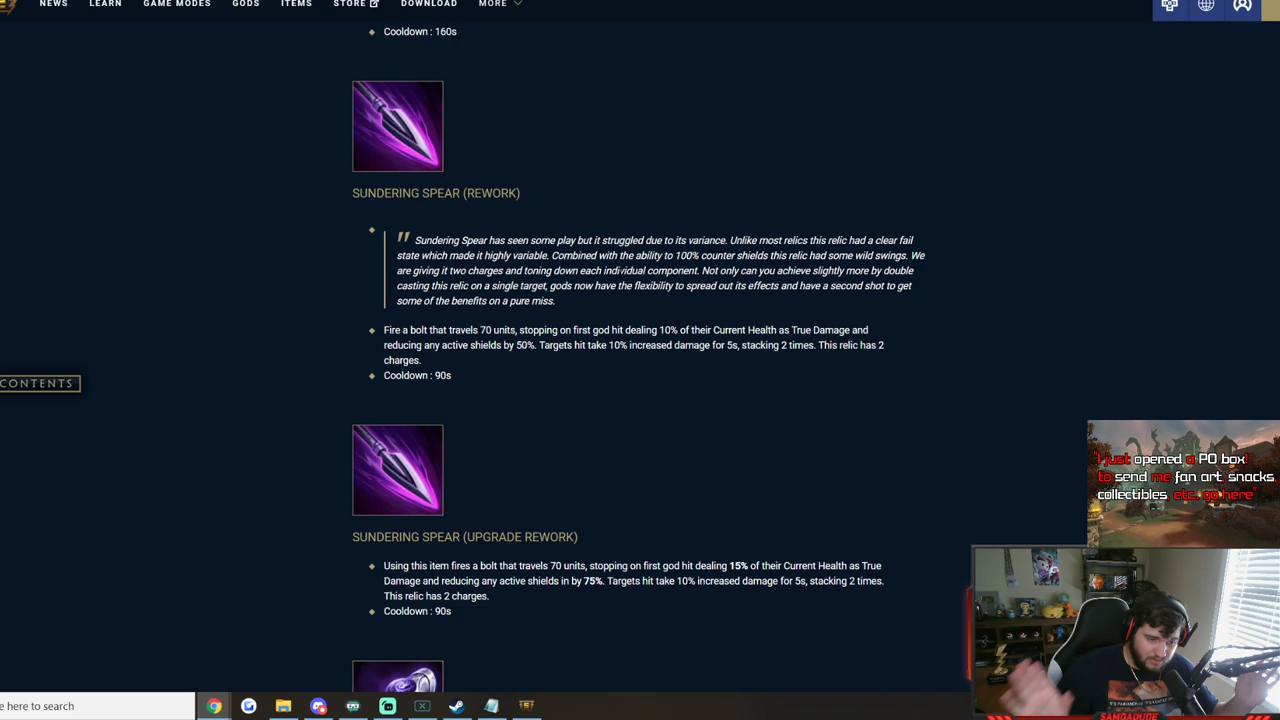 NEWS LEARN GAME MODES GODS ITEMS STORE DOWNLOAD MORE
Cooldown : 160s
SUNDERING SPEAR (REWORK)
" Sundering Spear has seen some play but it struggled due to its variance. Unlike most relics this relic had a clear fail
state which made it highly variable. Combined with the ability to 100% counter shields this relic had some wild swings. We
are giving it two charges and toning down each individual component. Not only can you achieve slightly more by double
casting this relic on a single target, gods now have the flexibility to spread out its effects and have a second shot to get
some of the benefits on a pure miss.
Fire a bolt that travels 70 units, stopping on first god hit dealing 10% of their Current Health as True Damage and
reducing any active shields by 50%. Targets hit take 10% increased damage for 5s, stacking 2 times. This relic has 2
charges.
Cooldown : 90s
CONTENTS
SUNDERING SPEAR (UPGRADE REWORK)
Using this item fires a bolt that travels 70 units, stopping on first god hit dealing 15% of their Current Health as True
Damage and reducing any active shields in by 75%. Targets hit take 10% increased damage for 5s, stacking 2 times.
This relic has 2 charges.
Cooldown : 90s
"I just opened a PO box!
to send me fan art, snacks,
collectibles, etc. go here"
e here to search
SANGADUDE